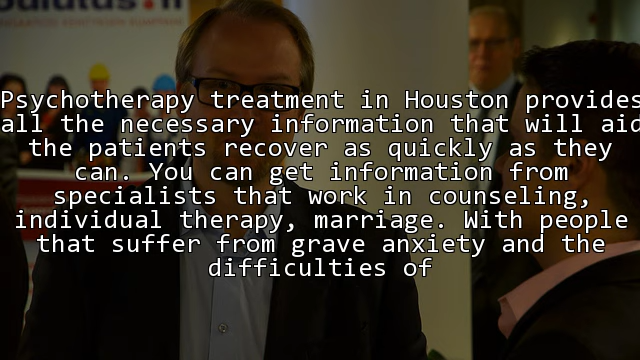 Psychotherapy treatment in Houston provides
all the necessary information that will aid
the patients recover as quickly as they
can. You can get information from
specialists that work in counseling,
individual therapy, marriage. With people
that suffer from grave anxiety and the
difficulties of